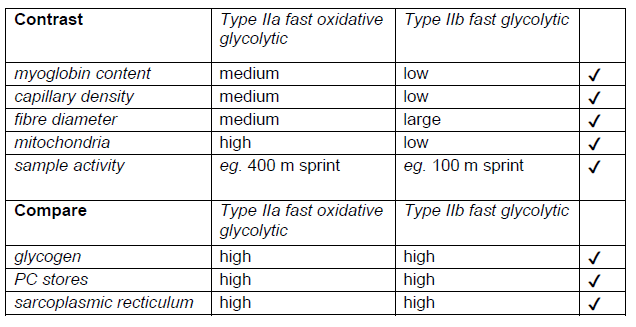 Contrast | Type IIa fast oxidative glycolytic | Type IIb fast glycolytic
myoglobin content | medium | low | ✓
capillary density | medium | low | ✓
fibre diameter | medium | large | ✓
mitochondria | high | low | ✓
sample activity | eg. 400 m sprint | eg. 100 m sprint | ✓
Compare | Type IIa fast oxidative glycolytic | Type IIb fast glycolytic
glycogen | high | high | ✓
PC stores | high | high | ✓
sarcoplasmic recticulum | high | high | ✓